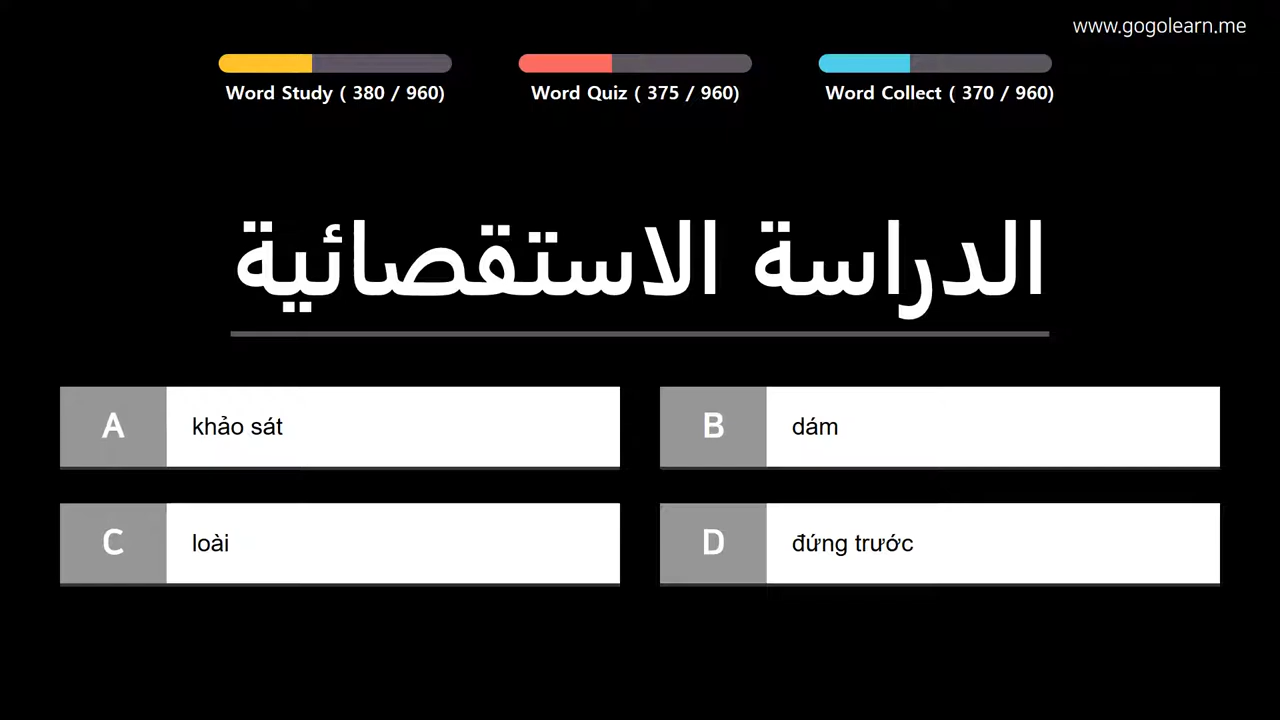 www.gogolearn.me
Word Study ( 380 / 960)
Word Quiz ( 375 / 960)
Word Collect ( 370 / 960)
الدراسة الاستقصائية
A khảo sát
B dám
C loài
D đứng trước